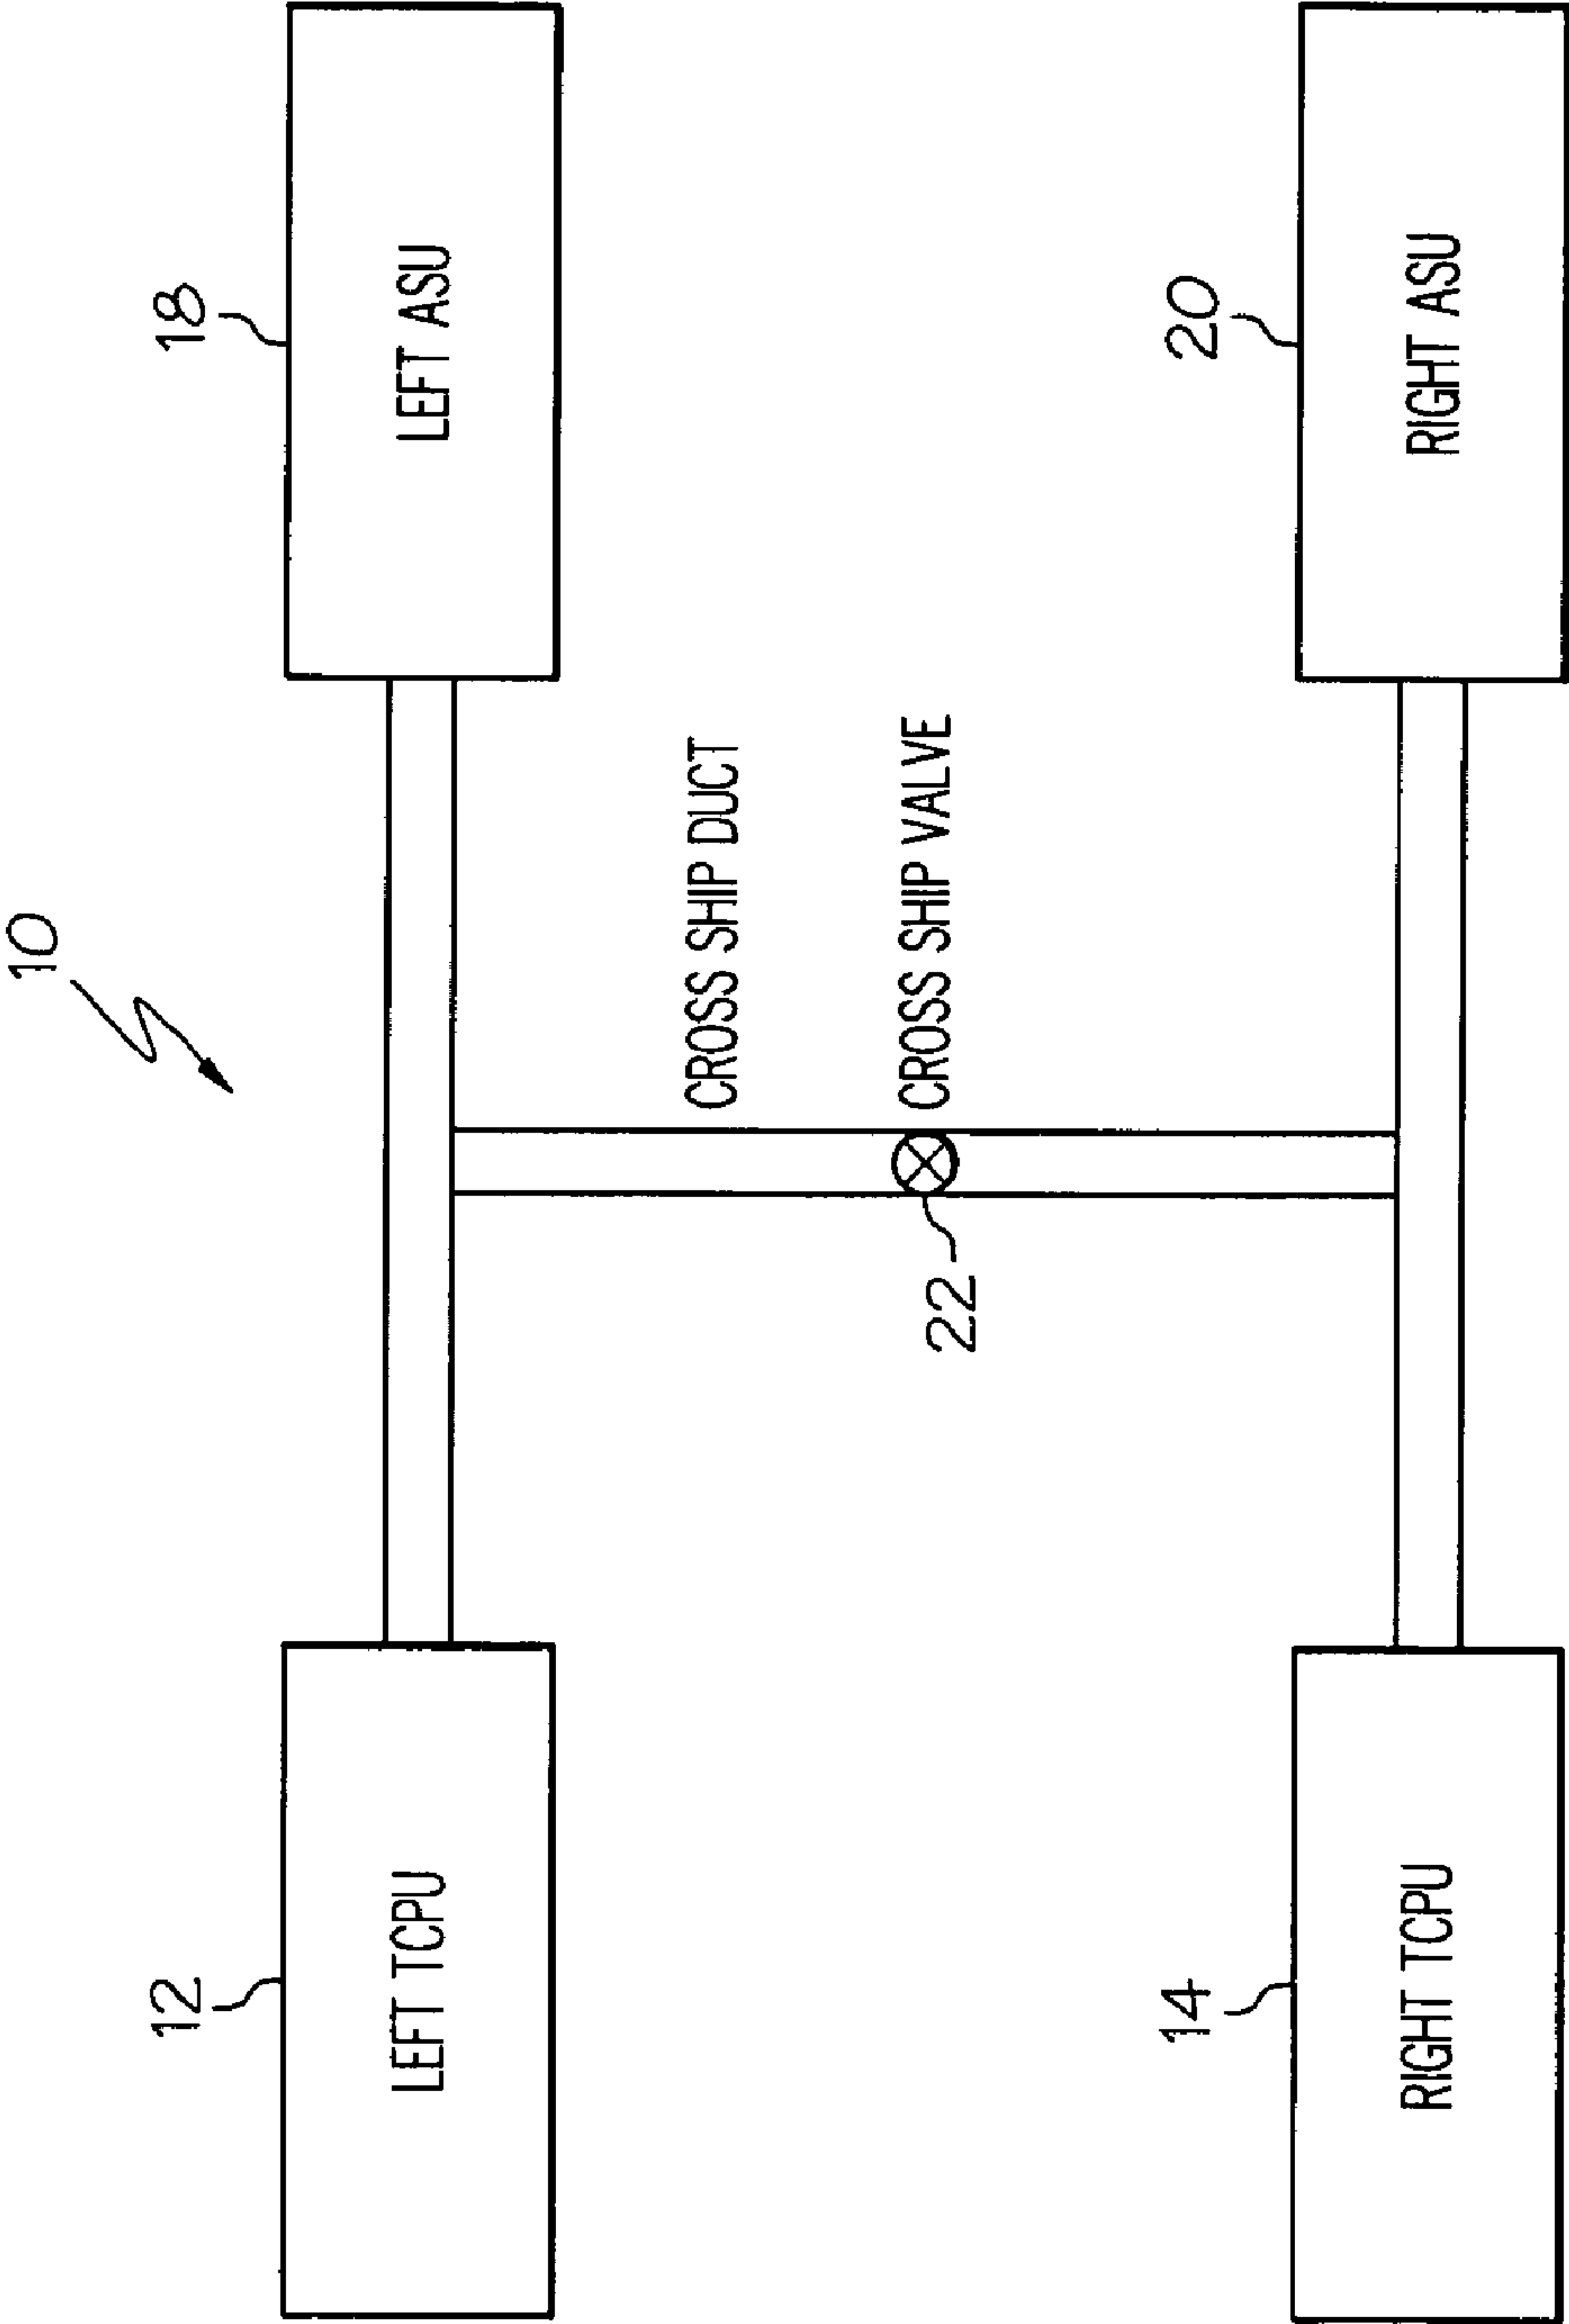 10
12
LEFT TCPU
18
LEFT ASU
CROSS SHIP DUCT
22
CROSS SHIP VALVE
14
RIGHT TCPU
20
RIGHT ASU